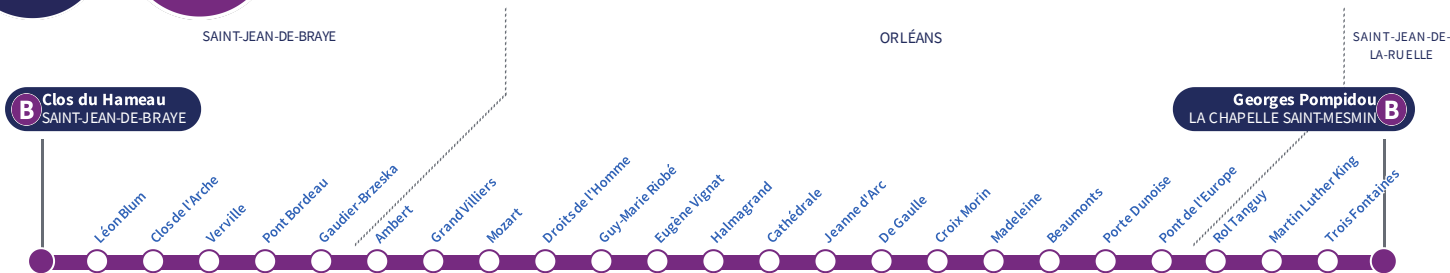 SAINT-JEAN-DE-BRAYE
ORLÉANS
SAINT-JEAN-DE-
LA-RUELLE
B
Clos du Hameau
SAINT-JEAN-DE-BRAYE
Georges Pompidou
LA CHAPELLE SAINT-MESMIN
B
Léon Blum
Clos de l'Arche
Verville
Pont Bordeau
Gaudier-Brzeska
Ambert
Grand Villiers
Mozart
Droits de l'Homme
Guy-Marie Riobé
Eugène Vignat
Halmagrand
Cathédrale
Jeanne d'Arc
De Gaulle
Croix Morin
Madeleine
Beaumonts
Porte Dunoise
Pont de l'Europe
Rol Tanguy
Martin Luther King
Trois Fontaines